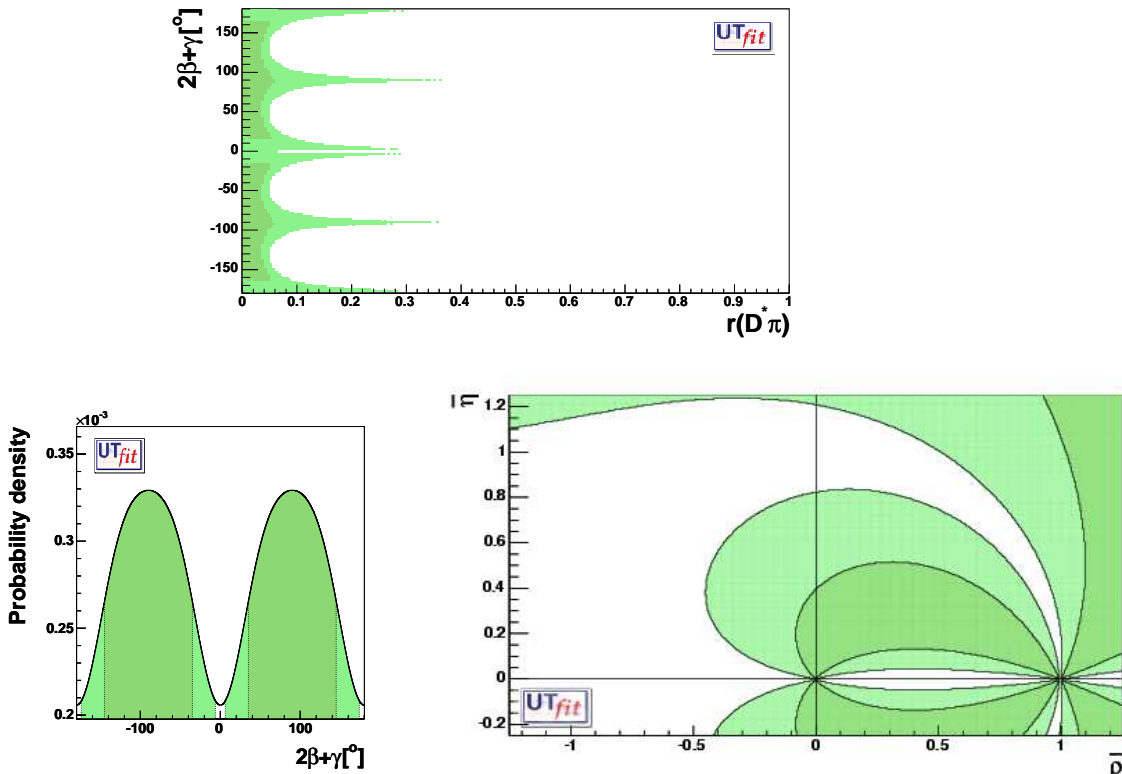 2β+γ[°]
150
100
50
0
-50
-100
-150
UTfit
0 0.1 0.2 0.3 0.4 0.5 0.6 0.7 0.8 0.9 1
r(D*π)
×10⁻³
Probability density
0.35
0.3
0.25
0.2
UTfit
-100 0 100
2β+γ[°]
η̅
1.2
1
0.8
0.6
0.4
0.2
0
-0.2
UTfit
-1 -0.5 0 0.5 1
ρ̅